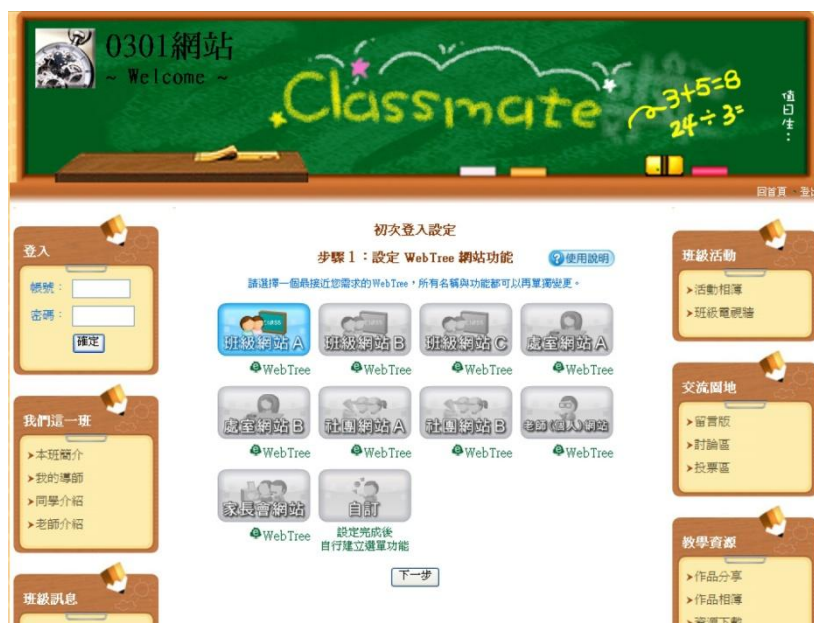 0301網站
~ Welcome ~
Classmate
3+5=8
24÷3=
值日生：
回首頁
初次登入設定
步驟 1：設定 WebTree 網站功能
?使用說明
請選擇一個最接近您需求的WebTree，所有名稱與功能都可以再單獨變更。
登入
帳號：
密碼：
確定
我們這一班
本班簡介
我的導師
同學介紹
老師介紹
班級訊息
班級網站A
班級網站B
班級網站C
處室網站A
WebTree
WebTree
WebTree
WebTree
處室網站B
社團網站A
社團網站B
老師(個人)網站
WebTree
WebTree
WebTree
WebTree
家長會網站
自訂
WebTree
設定完成後
自行建立選單功能
下一步
班級活動
活動相簿
班級電視牆
交流園地
留言版
討論區
投票區
教學資源
作品分享
作品相簿
資源下載